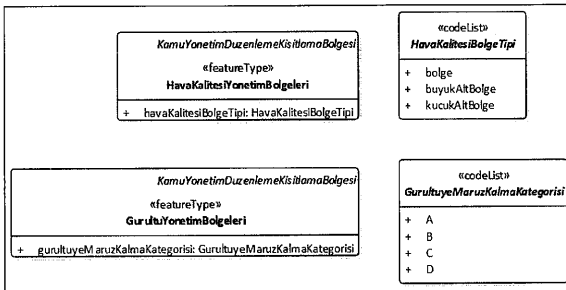 KamuYonetimDuzenlemeKisitlamaBolgesi
«featureType»
HavaKalitesiYonetimBolgeleri
+ havaKalitesiBolgeTipi: HavaKalitesiBolgeTipi
«codeList»
HavaKalitesiBolgeTipi
+ bolge
+ buyukAltBolge
+ kucukAltBolge
KamuYonetimDuzenlemeKisitlamaBolgesi
«featureType»
GurultuYonetimBolgeleri
+ gurultuyeMaruzKalmaKategorisi: GurultuyeMaruzKalmaKategorisi
«codeList»
GurultuyeMaruzKalmaKategorisi
+ A
+ B
+ C
+ D